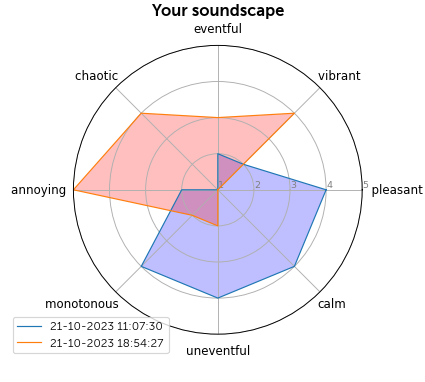 Your soundscape
eventful
chaotic
vibrant
annoying
1
2
3
4
5
pleasant
monotonous
calm
21-10-2023 11:07:30
21-10-2023 18:54:27
uneventful